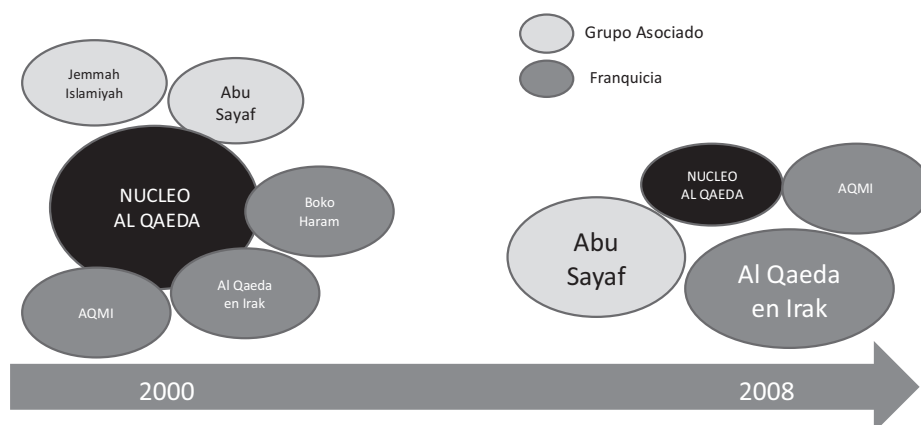 Grupo Asociado
Franquicia
Jemmah
Islamiyah
Abu
Sayaf
NUCLEO
AL QAEDA
Boko
Haram
Al Qaeda
en Irak
AQMI
NUCLEO
AL QAEDA
AQMI
Abu
Sayaf
Al Qaeda
en Irak
2000
2008